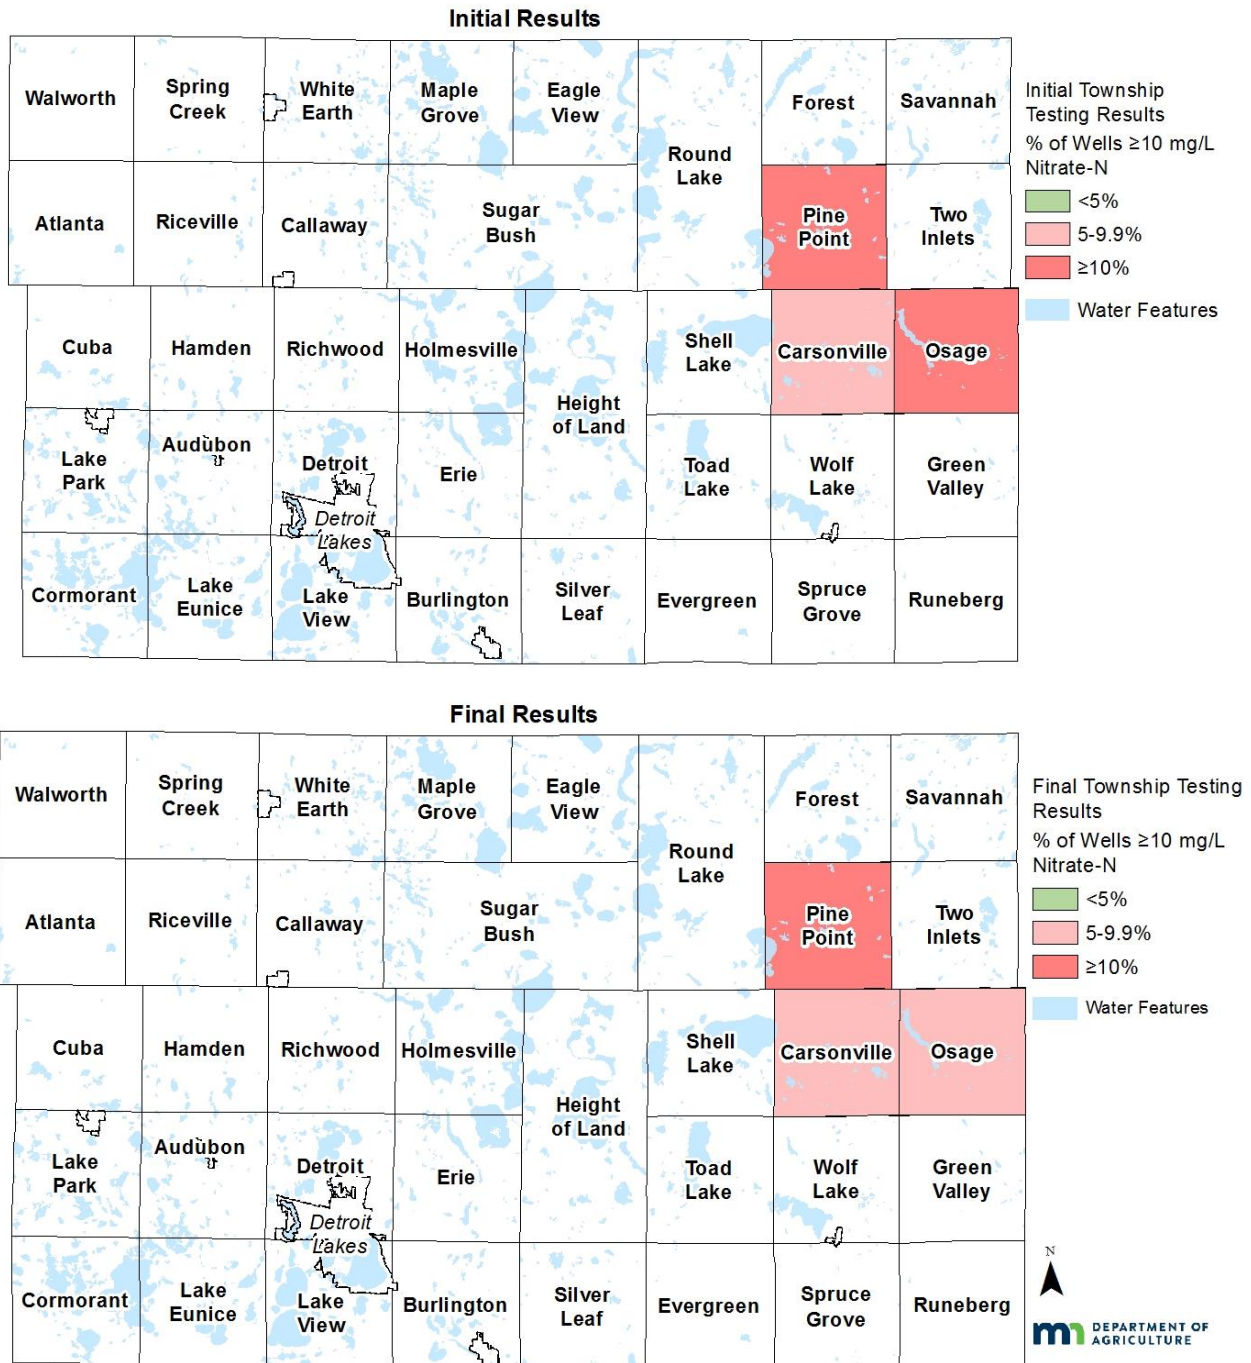 Initial Results
Walworth
Spring
Creek
White
Earth
Maple
Grove
Eagle
View
Round
Lake
Forest
Savannah
Atlanta
Riceville
Callaway
Sugar
Bush
Pine
Point
Two
Inlets
Cuba
Hamden
Richwood
Holmesville
Height
of Land
Shell
Lake
Carsonville
Osage
Lake
Park
Audubon
Detroit
Detroit
Lakes
Erie
Toad
Lake
Wolf
Lake
Green
Valley
Cormorant
Lake
Eunice
Lake
View
Burlington
Silver
Leaf
Evergreen
Spruce
Grove
Runeberg
Initial Township
Testing Results
% of Wells ≥10 mg/L
Nitrate-N
<5%
5-9.9%
≥10%
Water Features
Final Results
Walworth
Spring
Creek
White
Earth
Maple
Grove
Eagle
View
Round
Lake
Forest
Savannah
Atlanta
Riceville
Callaway
Sugar
Bush
Pine
Point
Two
Inlets
Cuba
Hamden
Richwood
Holmesville
Height
of Land
Shell
Lake
Carsonville
Osage
Lake
Park
Audubon
Detroit
Detroit
Lakes
Erie
Toad
Lake
Wolf
Lake
Green
Valley
Cormorant
Lake
Eunice
Lake
View
Burlington
Silver
Leaf
Evergreen
Spruce
Grove
Runeberg
Final Township Testing
Results
% of Wells ≥10 mg/L
Nitrate-N
<5%
5-9.9%
≥10%
Water Features
N
mn DEPARTMENT OF
AGRICULTURE